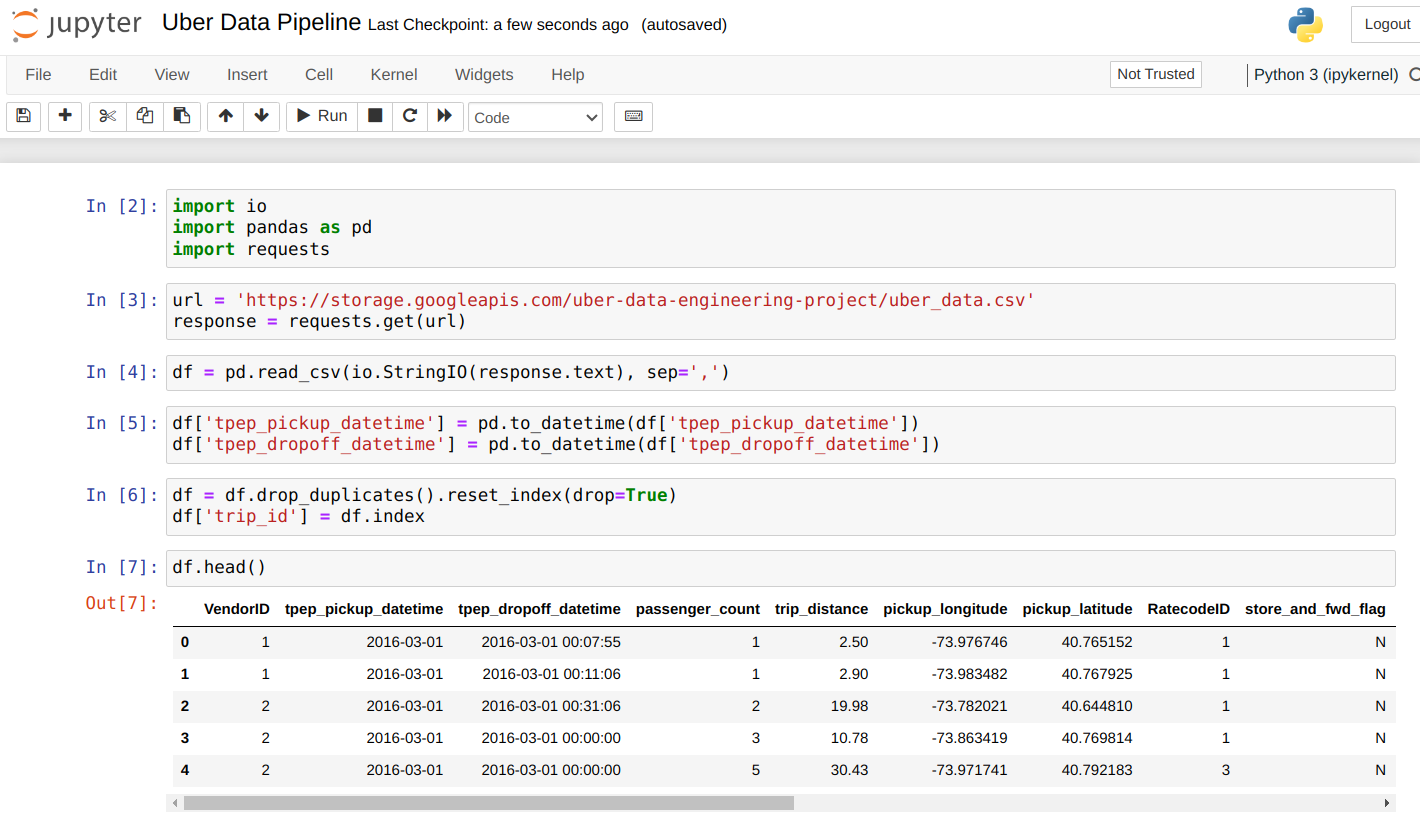 jupyter Uber Data Pipeline Last Checkpoint: a few seconds ago (autosaved) Logout
File Edit View Insert Cell Kernel Widgets Help Not Trusted Python 3 (ipykernel)
Run Code
In [2]: import io
import pandas as pd
import requests
In [3]: url = 'https://storage.googleapis.com/uber-data-engineering-project/uber_data.csv'
response = requests.get(url)
In [4]: df = pd.read_csv(io.StringIO(response.text), sep=',')
In [5]: df['tpep_pickup_datetime'] = pd.to_datetime(df['tpep_pickup_datetime'])
df['tpep_dropoff_datetime'] = pd.to_datetime(df['tpep_dropoff_datetime'])
In [6]: df = df.drop_duplicates().reset_index(drop=True)
df['trip_id'] = df.index
In [7]: df.head()
Out[7]:
VendorID tpep_pickup_datetime tpep_dropoff_datetime passenger_count trip_distance pickup_longitude pickup_latitude RatecodeID store_and_fwd_flag
0 1 2016-03-01 2016-03-01 00:07:55 1 2.50 -73.976746 40.765152 1 N
1 1 2016-03-01 2016-03-01 00:11:06 1 2.90 -73.983482 40.767925 1 N
2 2 2016-03-01 2016-03-01 00:31:06 2 19.98 -73.782021 40.644810 1 N
3 2 2016-03-01 2016-03-01 00:00:00 3 10.78 -73.863419 40.769814 1 N
4 2 2016-03-01 2016-03-01 00:00:00 5 30.43 -73.971741 40.792183 3 N